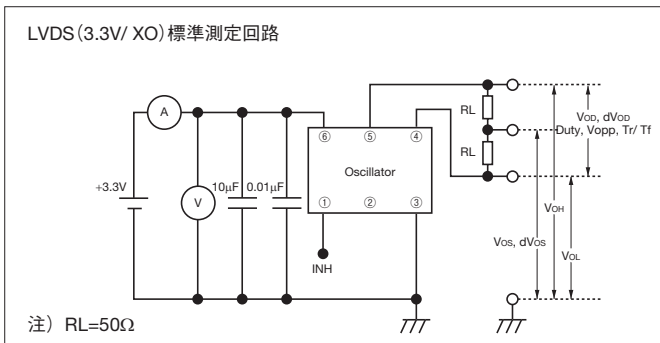 LVDS(3.3V/ XO)標準測定回路
A
+3.3V
V
10μF
0.01μF
⑥
⑤
④
Oscillator
①
②
③
INH
RL
RL
VOD, dVOD
Duty, Vopp, Tr/ Tf
VOH
VOS, dVOS
VOL
注) RL=50Ω